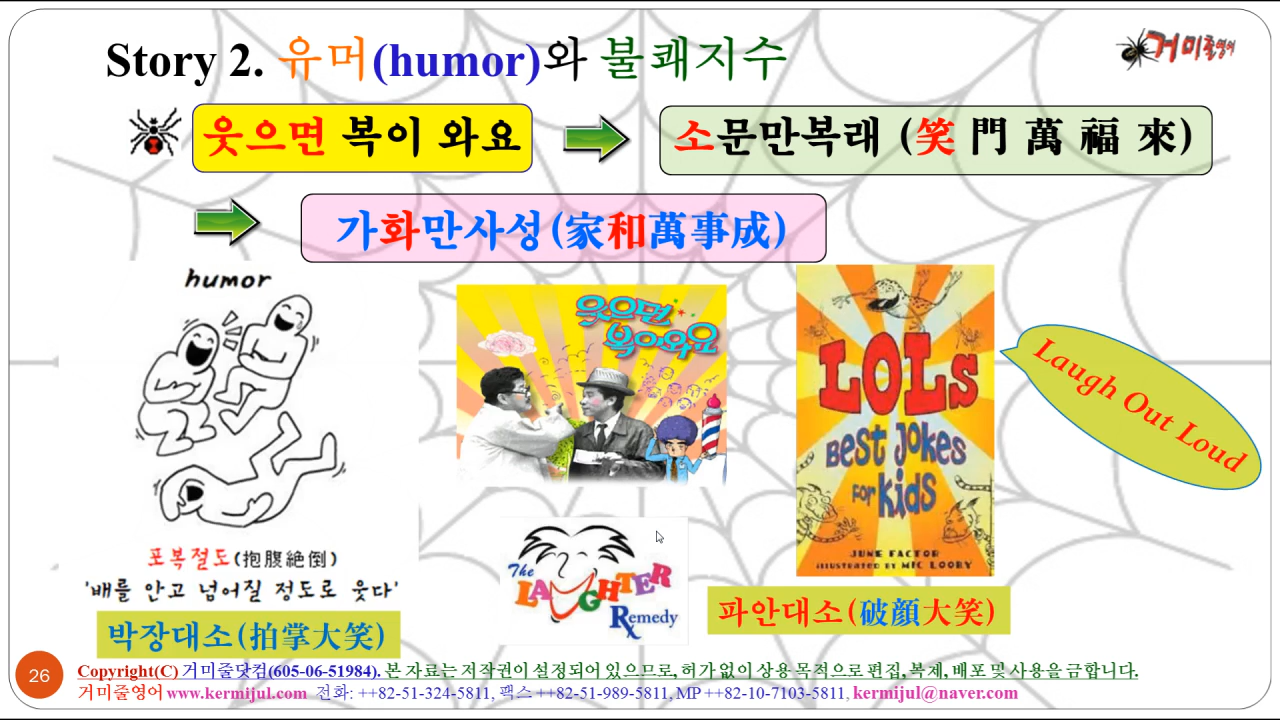 Story 2. 유머(humor)와 불쾌지수
거미줄영어
웃으면 복이 와요
소문만복래 (笑 門 萬 福 來)
가화만사성(家和萬事成)
humor
포복절도(抱腹絶倒)
'배를 안고 넘어질 정도로 웃다'
박장대소(拍掌大笑)
웃으면
복이와요
The
LAUGHTER
Remedy
LOLs
Best Jokes
for Kids
JUNE FACTOR
ILLUSTRATED BY MIC LOOBY
Laugh Out Loud
파안대소(破顔大笑)
26
Copyright(C) 거미줄닷컴(605-06-51984). 본 자료는 저작권이 설정되어 있으므로, 허가 없이 상용 목적으로 편집, 복제, 배포 및 사용을 금합니다.
거미줄영어 www.kermijul.com 전화: ++82-51-324-5811, 팩스 ++82-51-989-5811, MP ++82-10-7103-5811, kermijul@naver.com